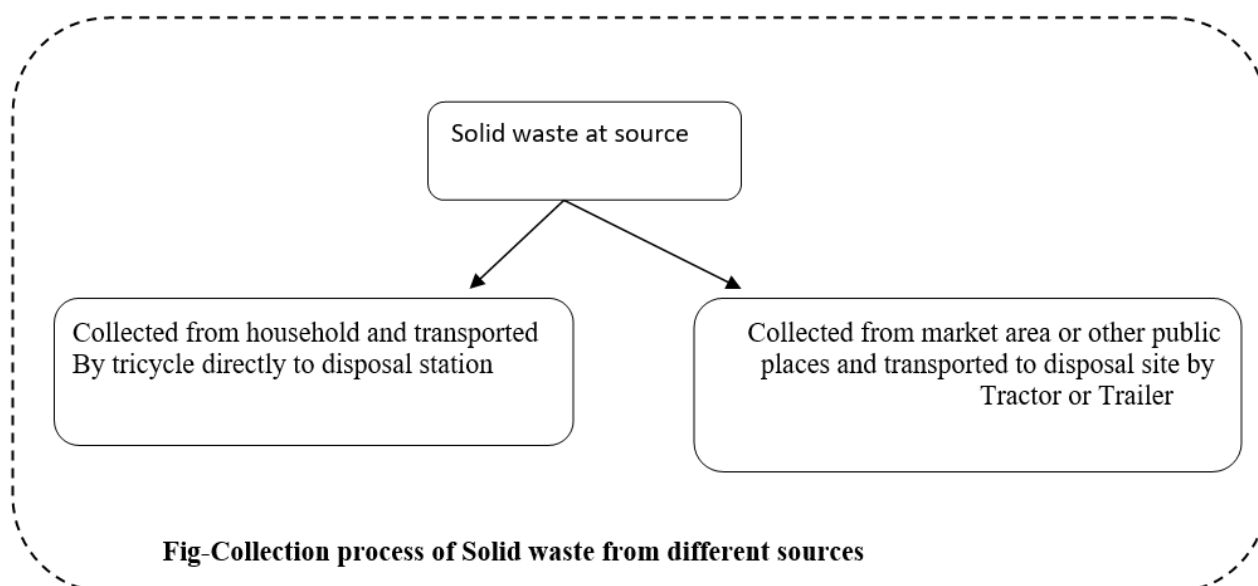 Solid waste at source
Collected from household and transported
By tricycle directly to disposal station
Collected from market area or other public
places and transported to disposal site by
Tractor or Trailer
Fig-Collection process of Solid waste from different sources